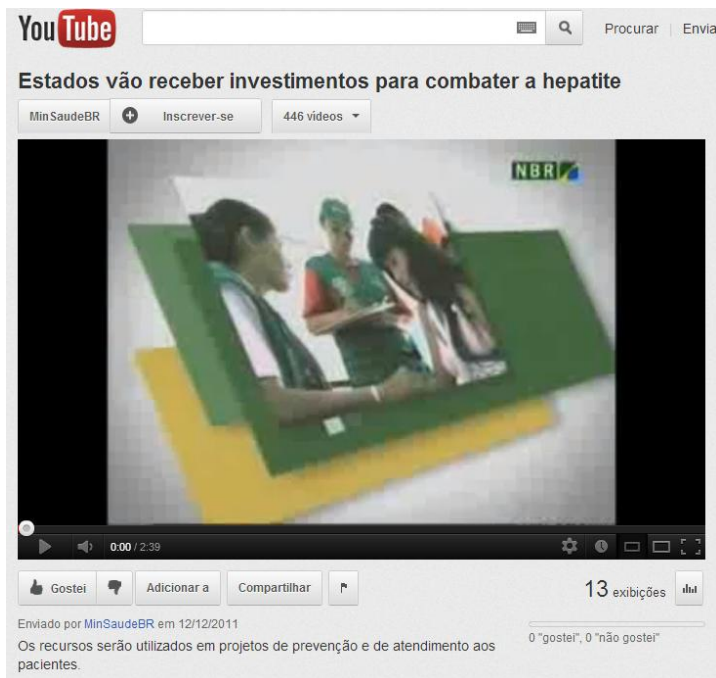 YouTube Procurar Envia
Estados vão receber investimentos para combater a hepatite
MinSaudeBR Inscrever-se 446 vídeos
NBR
0:00 / 2:39
Gostei Adicionar a Compartilhar 13 exibições
Enviado por MinSaudeBR em 12/12/2011
0 "gostei", 0 "não gostei"
Os recursos serão utilizados em projetos de prevenção e de atendimento aos
pacientes.